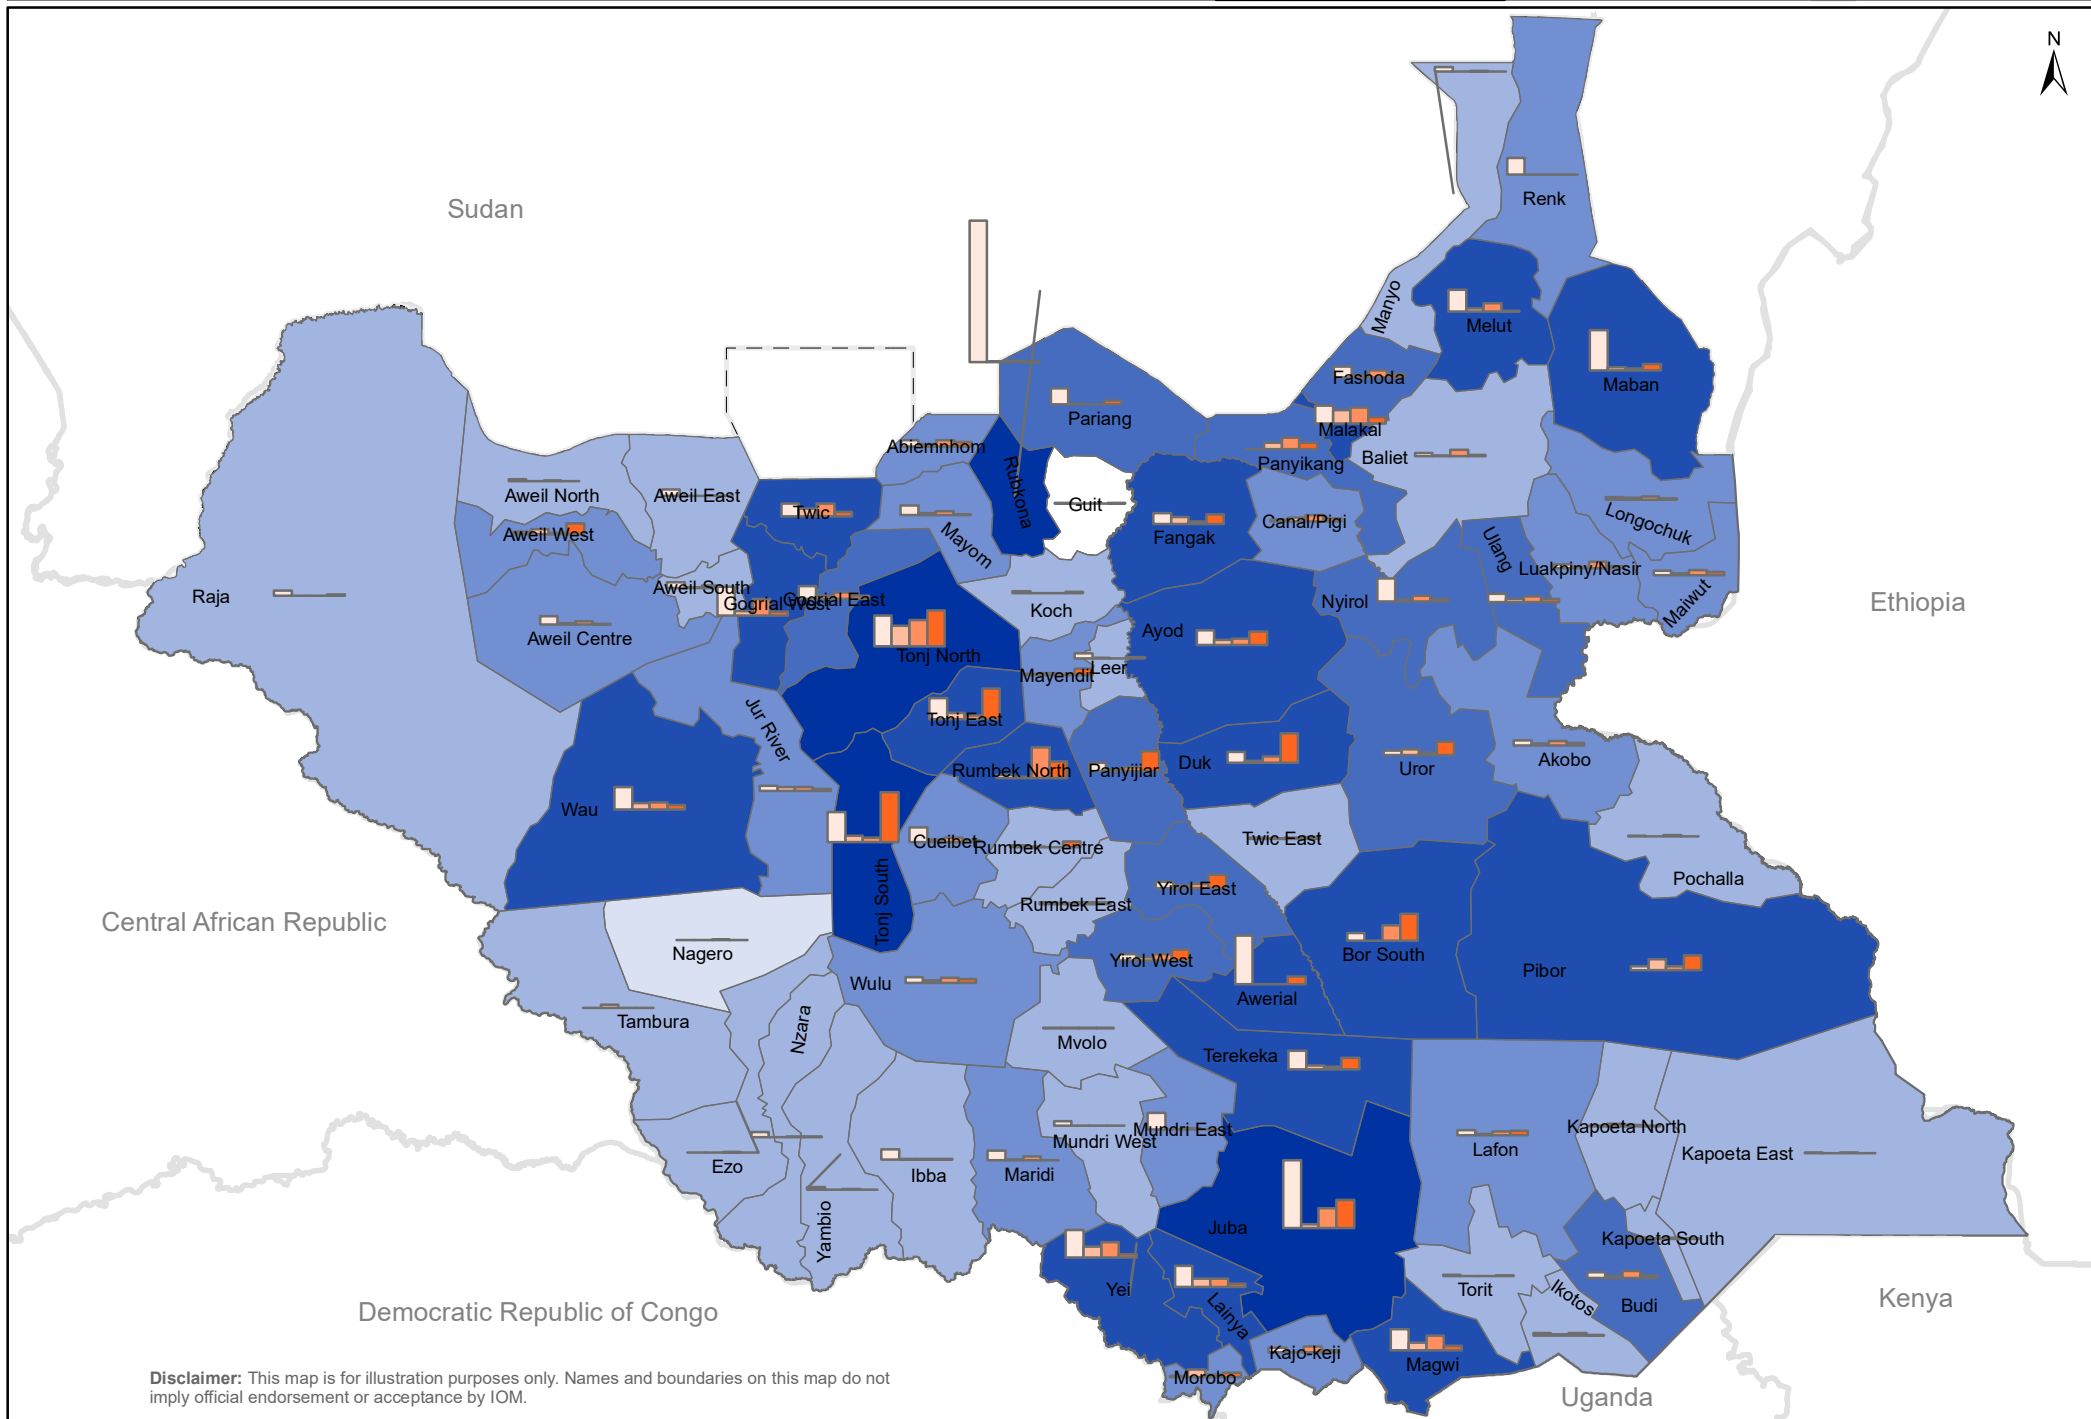 N
Renk
Sudan
Manyo
Melut
Maban
Fashoda
Pariang
Malakal
Abiemnhom
Baliet
Panyikang
Rubkona
Aweil North
Aweil East
Guit
Twic
Canal/Pigi
Longochuk
Aweil West
Fangak
Mayom
Ulang
Luakpiny/Nasir
Aweil South
Raja
Gogrial West
Gogrial East
Koch
Nyirol
Maiwut
Ethiopia
Aweil Centre
Ayod
Tonj North
Leer
Mayendit
Tonj East
Jur River
Rumbek North
Panyijiar
Duk
Uror
Akobo
Wau
Cueibet
Rumbek Centre
Twic East
Pochalla
Yirol East
Tonj South
Rumbek East
Central African Republic
Nagero
Yirol West
Bor South
Pibor
Wulu
Awerial
Tambura
Nzara
Mvolo
Terekeka
Kapoeta North
Mundri East
Mundri West
Lafon
Kapoeta East
Ezo
Ibba
Maridi
Juba
Yambio
Kapoeta South
Yei
Torit
Ikotos
Budi
Kenya
Lainya
Democratic Republic of Congo
Kajo-keji
Magwi
Morobo
Uganda
Disclaimer: This map is for illustration purposes only. Names and boundaries on this map do not
imply official endorsement or acceptance by IOM.